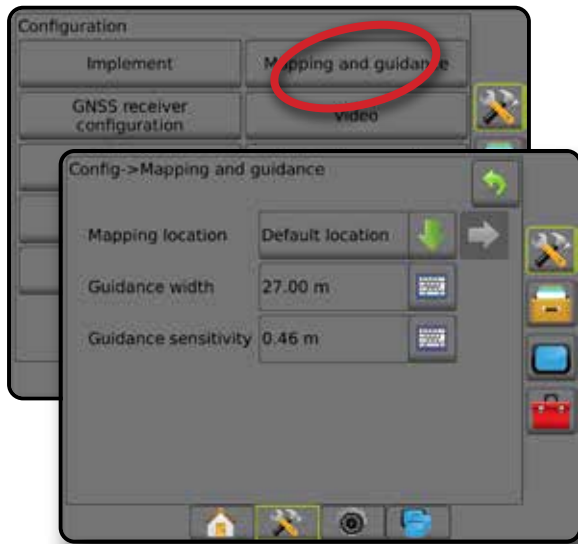 Configuration
Implement
Mapping and guidance
GNSS receiver
configuration
Video
Config->Mapping and guidance
Mapping location
Default location
Guidance width
27.00 m
Guidance sensitivity
0.46 m